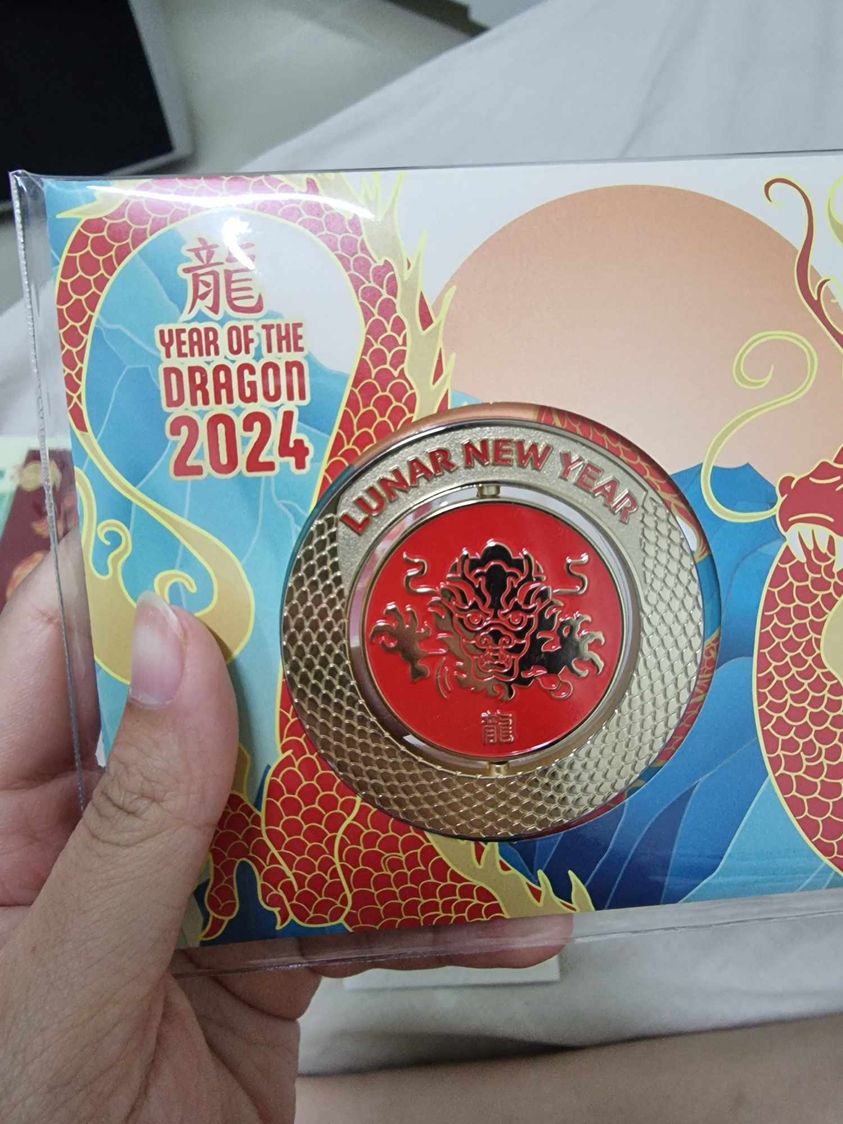 龍
YEAR OF THE
DRAGON
2024
LUNAR NEW YEAR
龍